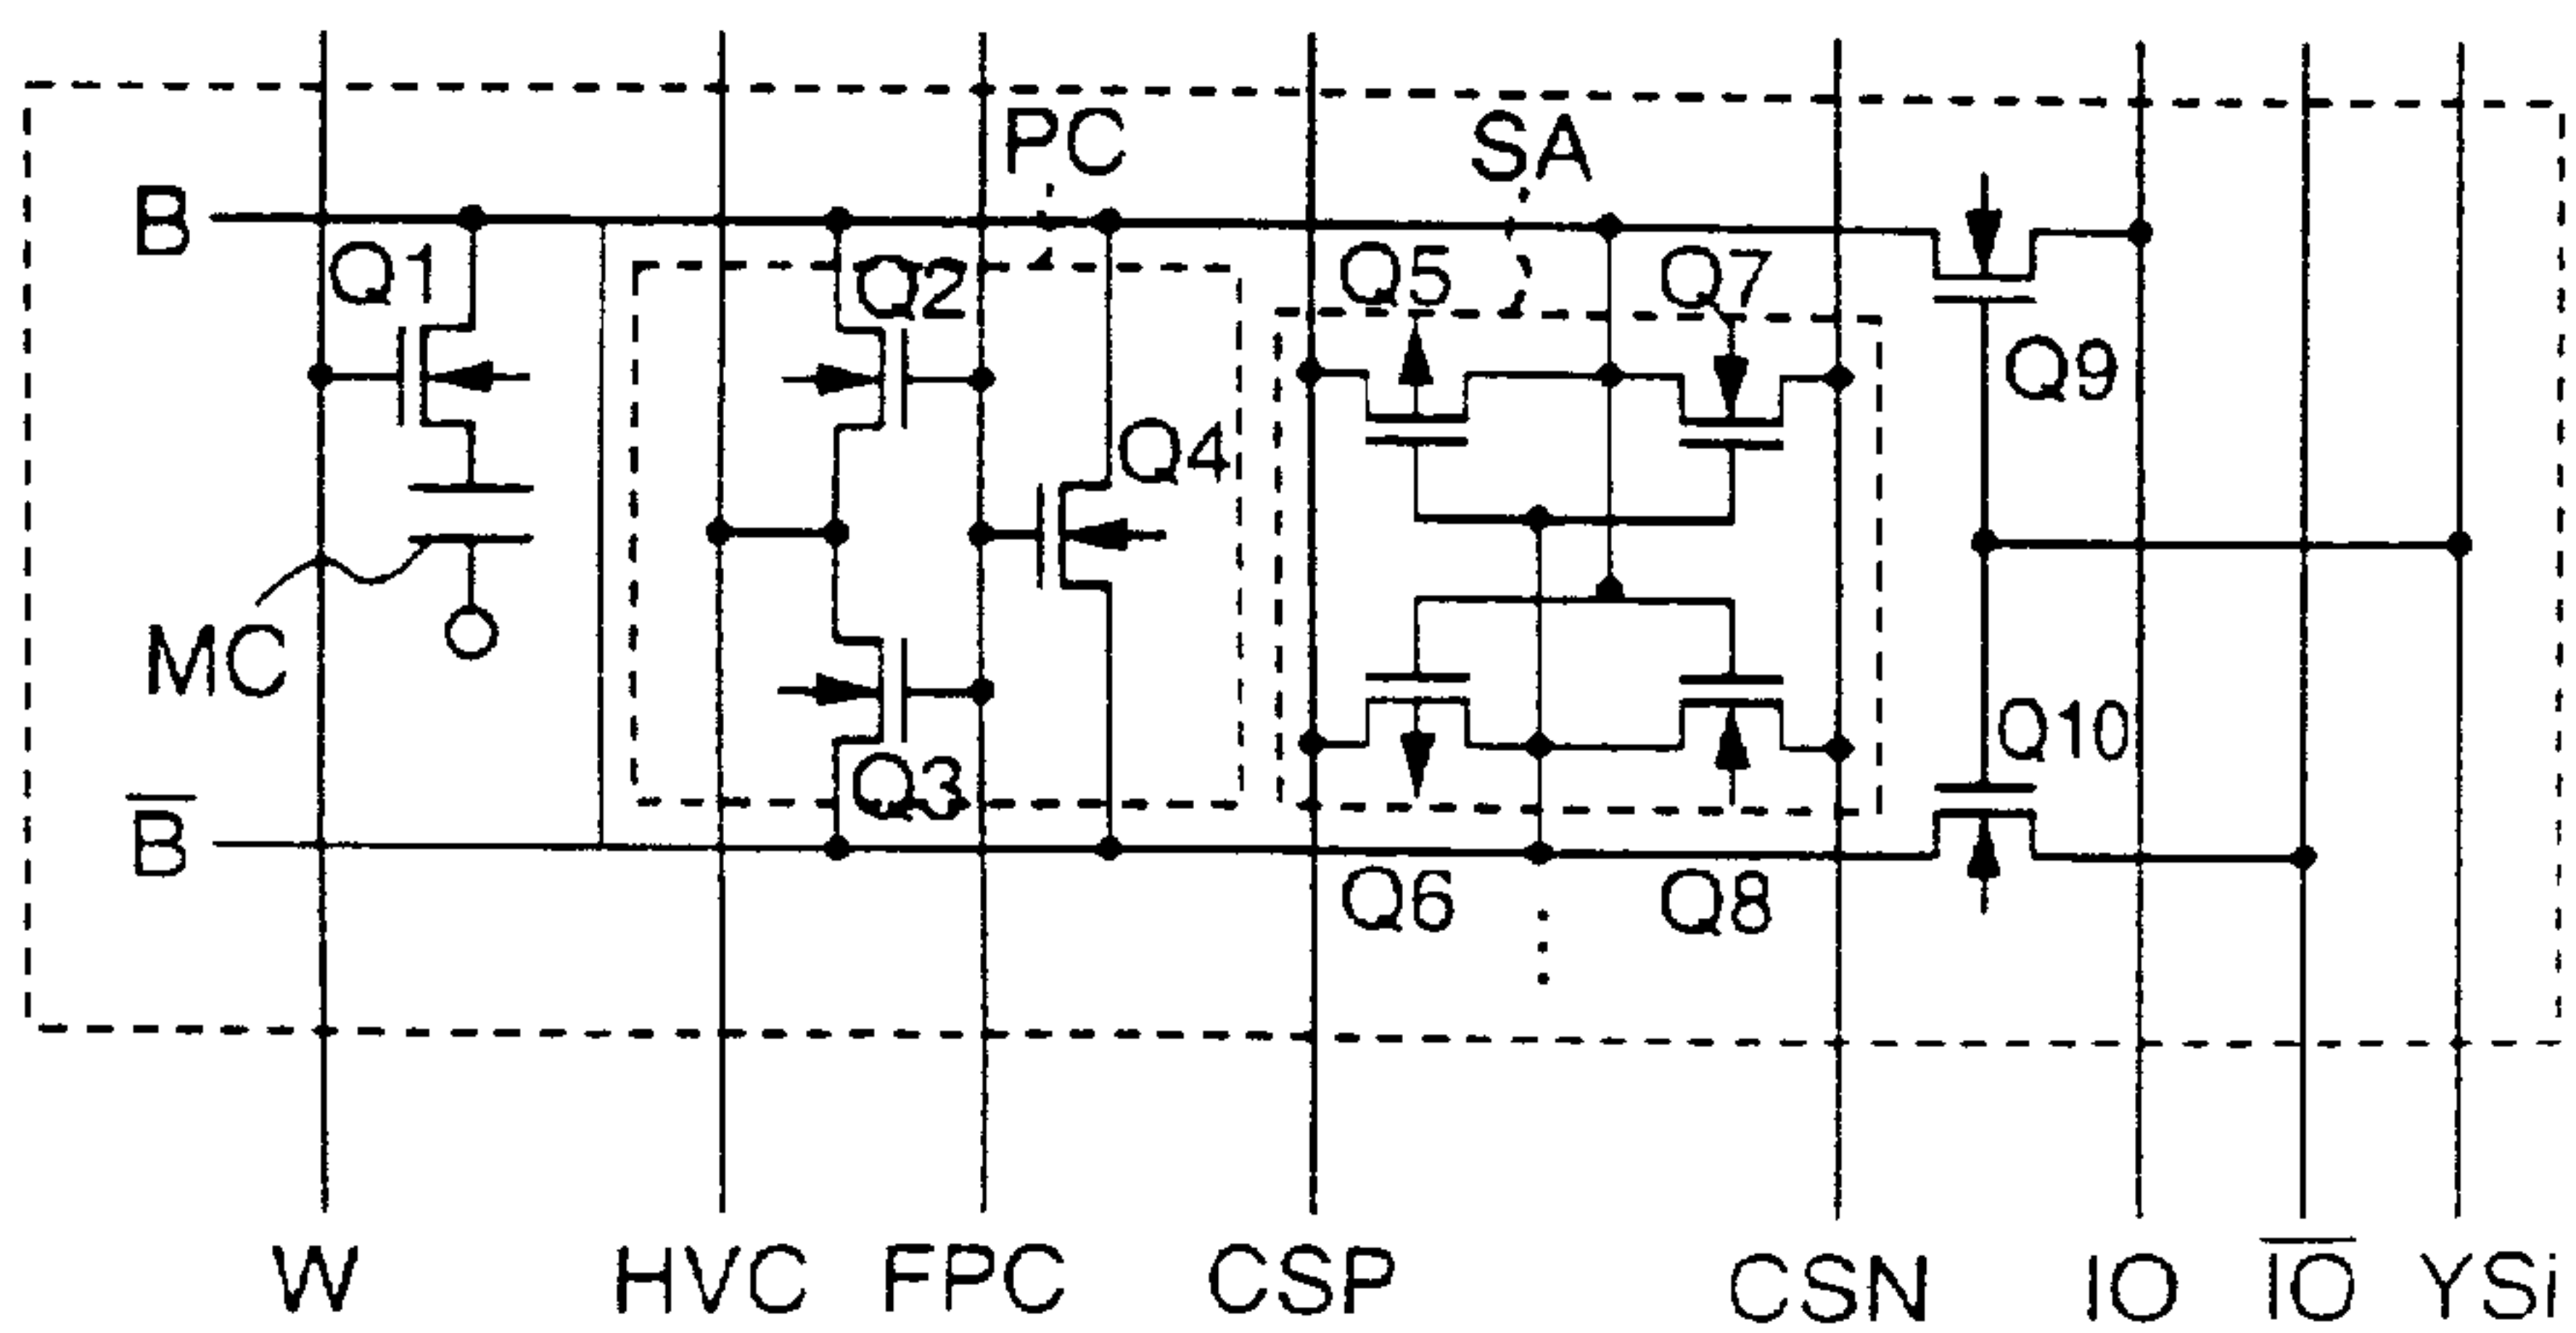 PC SA
B
Q1 Q2 Q5 Q7
Q9
Q4
MC
Q10
Q3
B̅
Q6 Q8
W HVC FPC CSP CSN IO I̅O̅ YSi